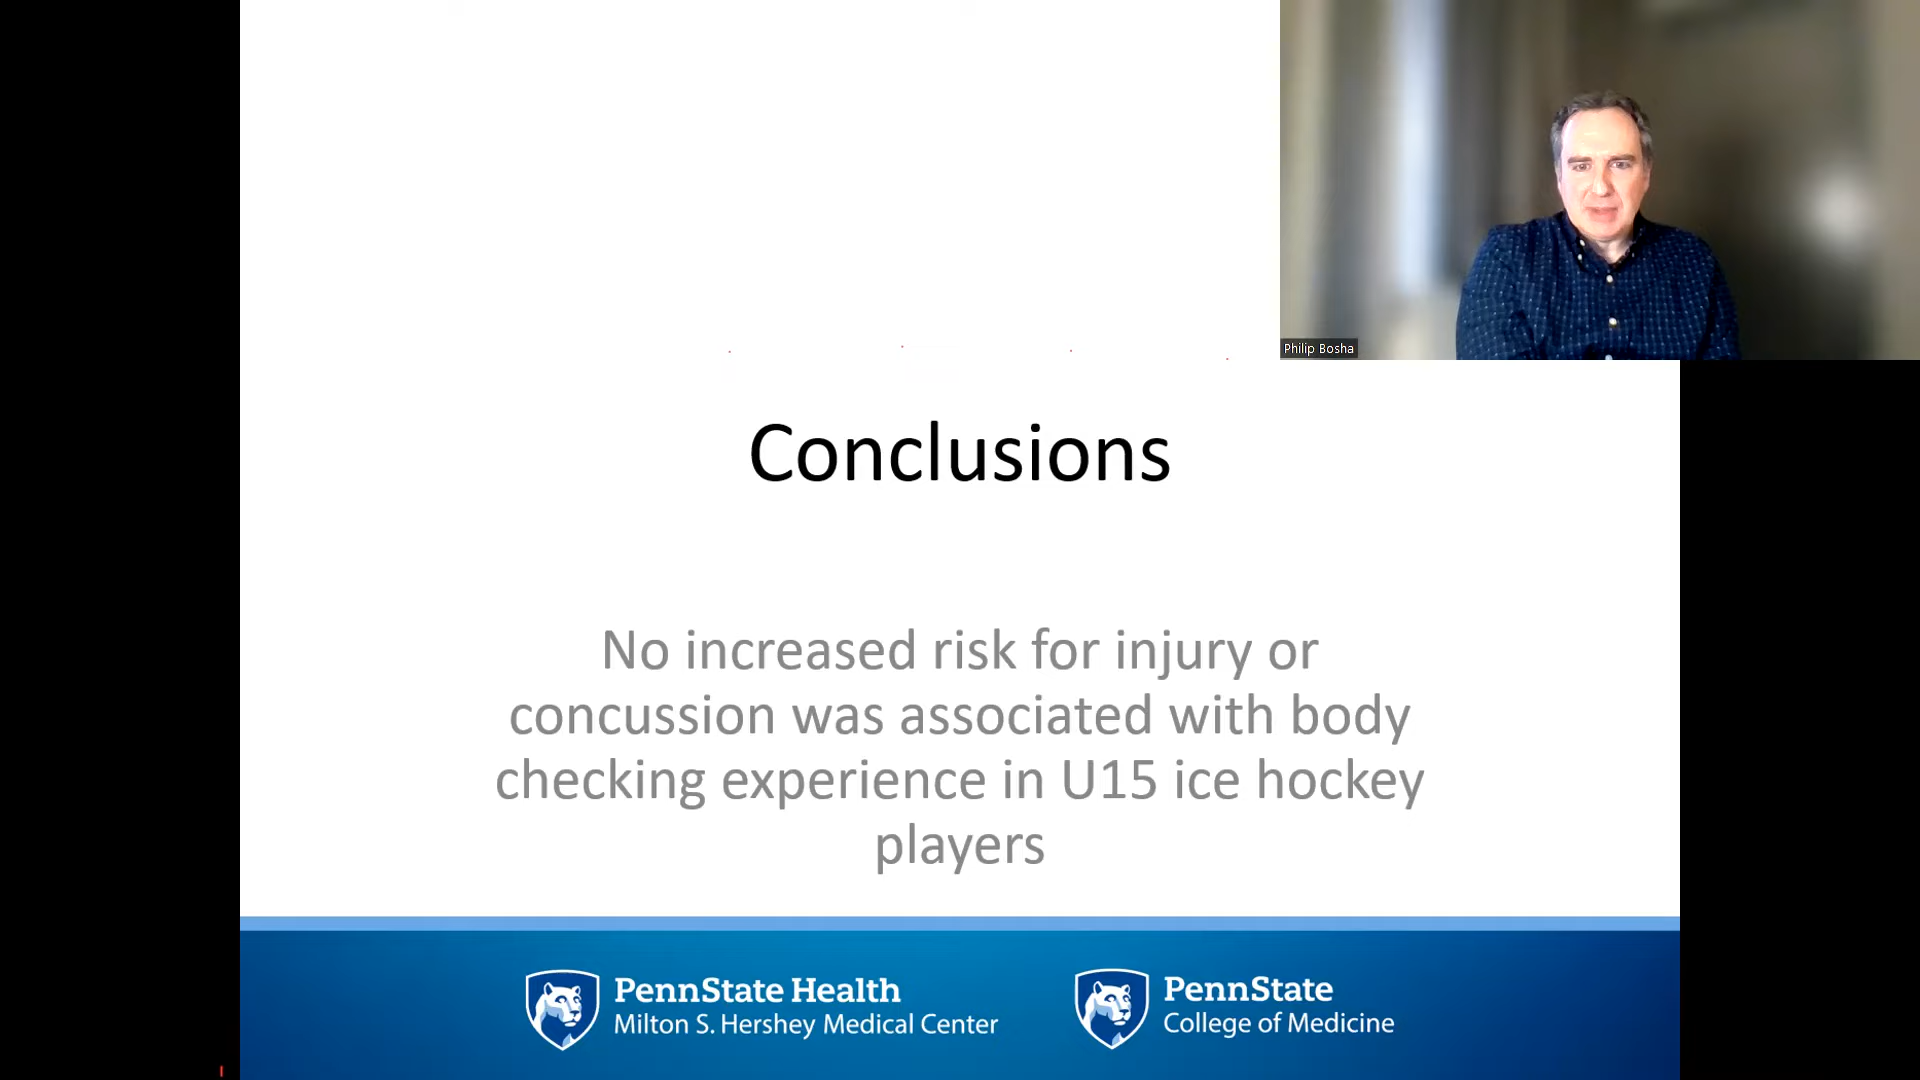 Philip Bosha
Conclusions
No increased risk for injury or
concussion was associated with body
checking experience in U15 ice hockey
players
PennState Health
Milton S. Hershey Medical Center
PennState
College of Medicine